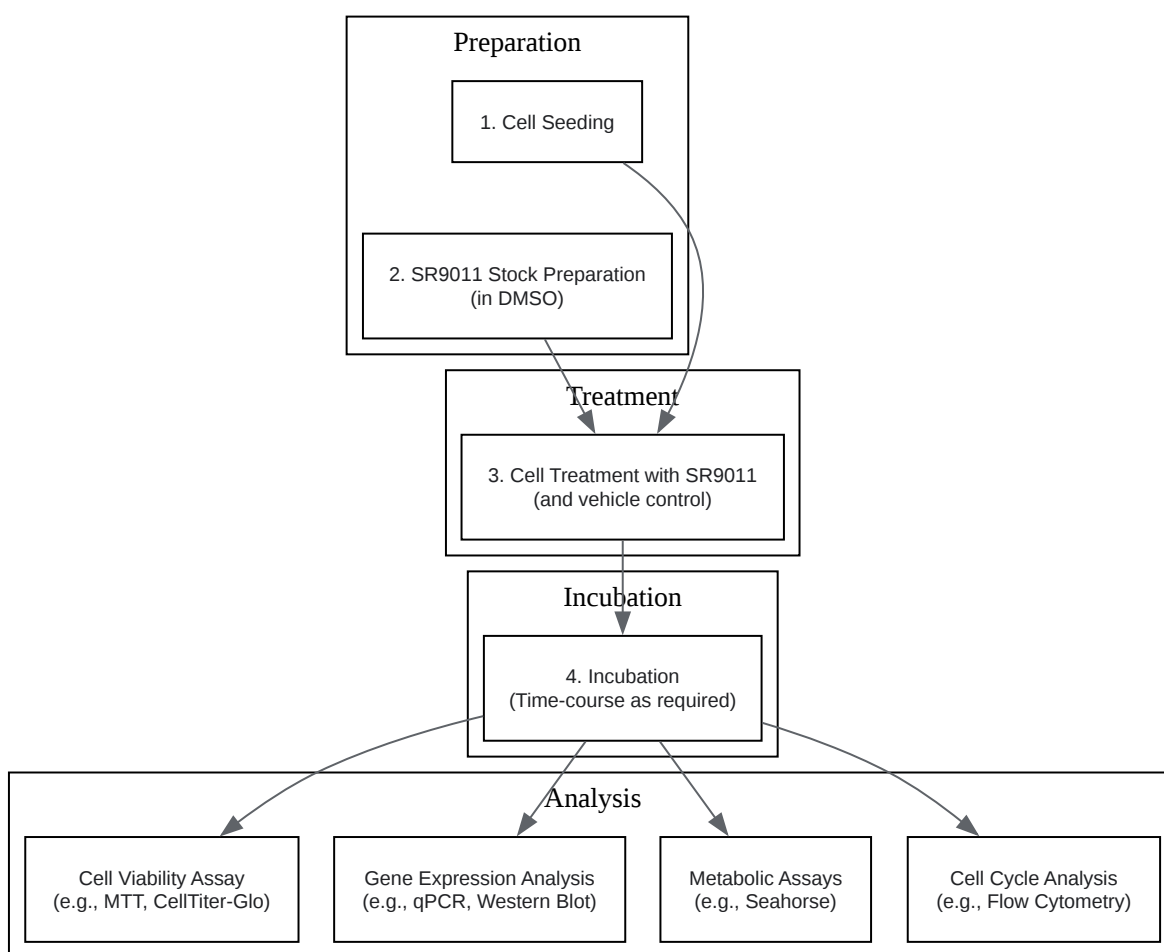 Preparation
1. Cell Seeding
2. SR9011 Stock Preparation
(in DMSO)
Treatment
3. Cell Treatment with SR9011
(and vehicle control)
Incubation
4. Incubation
(Time-course as required)
Analysis
Cell Viability Assay
(e.g., MTT, CellTiter-Glo)
Gene Expression Analysis
(e.g., qPCR, Western Blot)
Metabolic Assays
(e.g., Seahorse)
Cell Cycle Analysis
(e.g., Flow Cytometry)